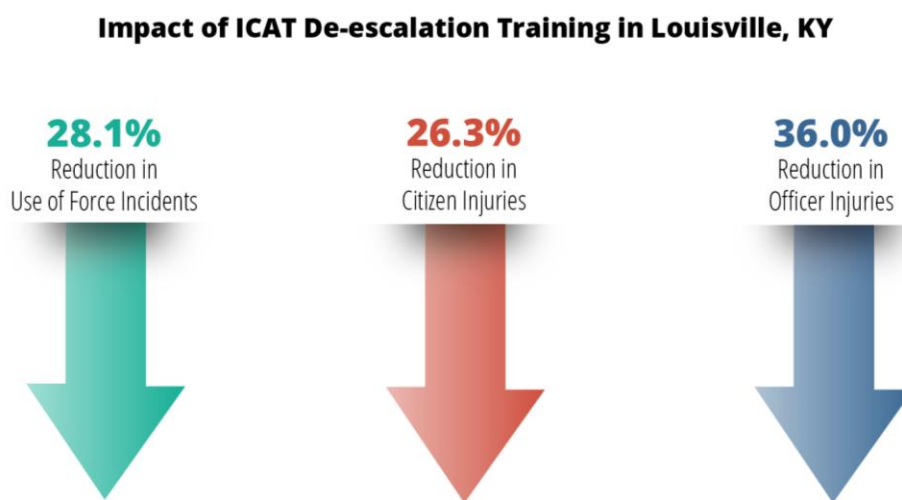 Impact of ICAT De-escalation Training in Louisville, KY
28.1%
Reduction in
Use of Force Incidents
26.3%
Reduction in
Citizen Injuries
36.0%
Reduction in
Officer Injuries